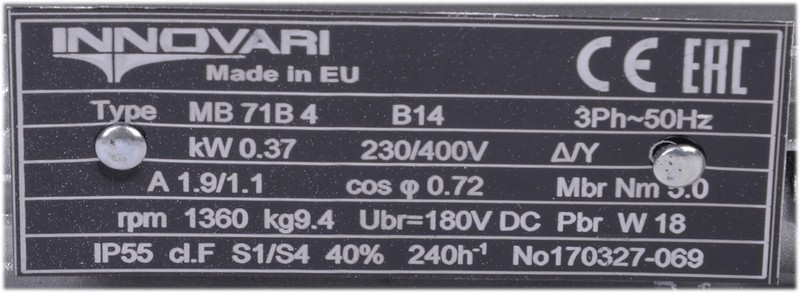 INNOVARI
Made in EU
CE EAC
Type MB 71B 4 B14 3Ph~50Hz
kW 0.37 230/400V Δ/Y
A 1.9/1.1 cos φ 0.72 Mbr Nm 5.0
rpm 1360 kg9.4 Ubr=180V DC Pbr W 18
IP55 cl.F S1/S4 40% 240h⁻¹ No170327-069